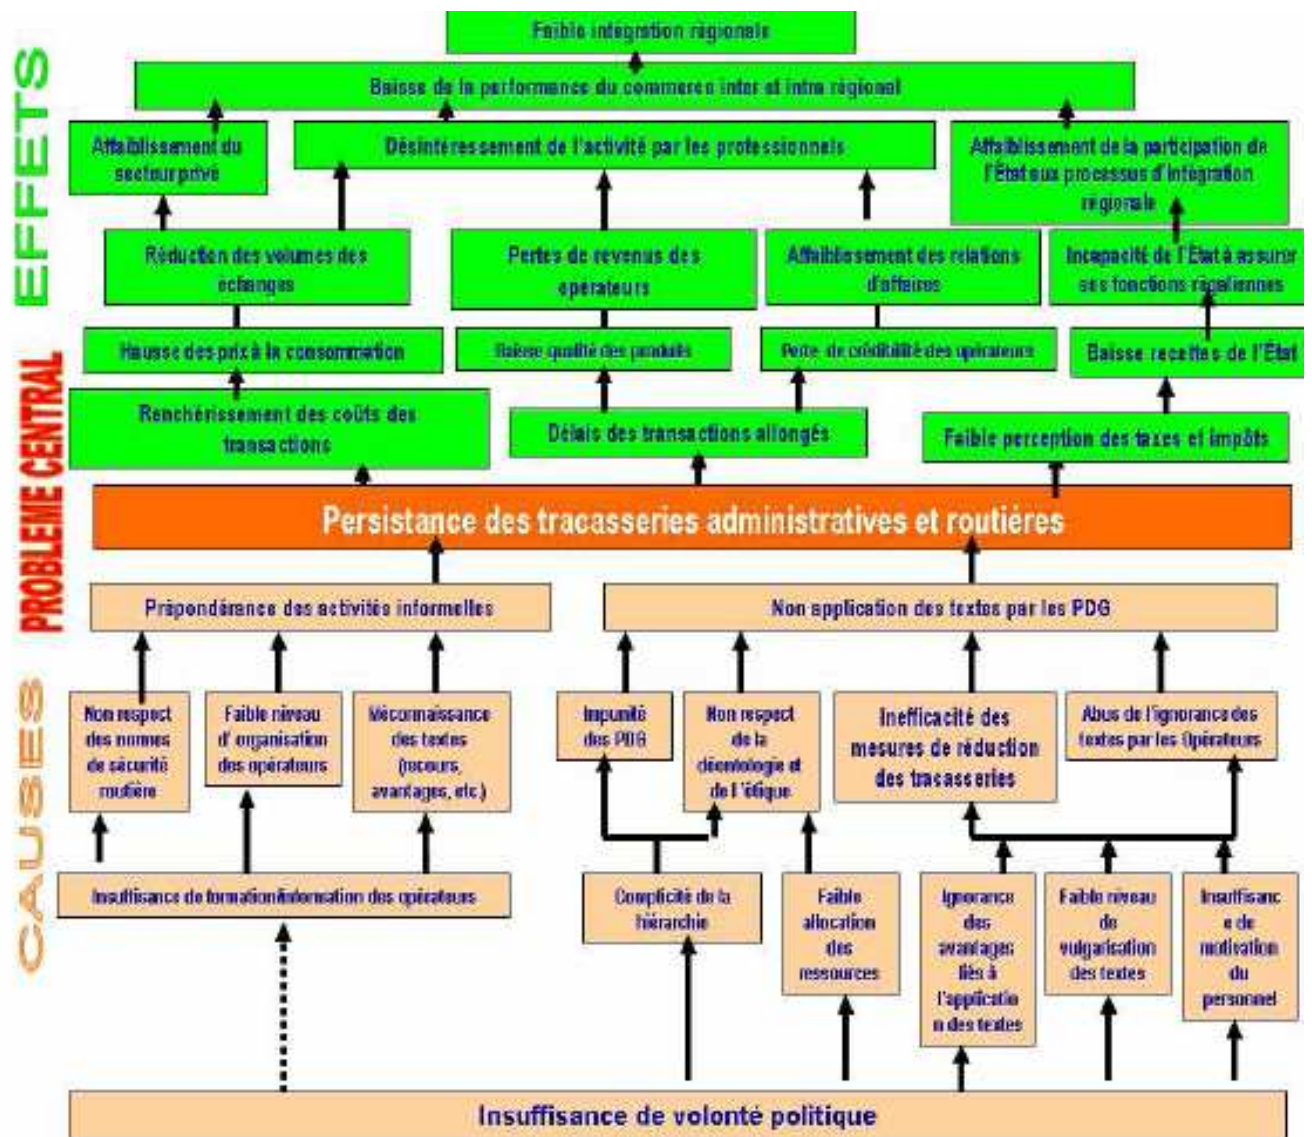 EFFETS
Faible intégration régionale
Baisse de la performance du commerce inter et intra régional
Affaiblissement du
secteur privé
Désintéressement de l'activité par les professionnels
Affaiblissement de la participation de
l'État aux processus d'intégration
régionale
Réduction des volumes des
échanges
Pertes de revenus des
opérateurs
Affaiblissement des relations
d'affaires
Incapacité de l'État à assurer
ses fonctions régaliennes
Hausse des prix à la consommation
Baisse qualité des produits
Perte de crédibilité des opérateurs
Baisse recettes de l'État
Renchérissement des coûts des
transactions
Délais des transactions allongés
Faible perception des taxes et impôts
PROBLEME CENTRAL
Persistance des tracasseries administratives et routières
CAUSES
Prépondérance des activités informelles
Non application des textes par les PDG
Non respect
des normes
de sécurité
routière
Faible niveau
d' organisation
des opérateurs
Méconnaissance
des textes
(recours,
avantages, etc.)
Impunité
des PDG
Non respect
de la
déontologie et
de l 'étique
Inefficacité des
mesures de réduction
des tracasseries
Abus de l'ignorance des
textes par les Opérateurs
Insuffisance de formation/information des opérateurs
Complicité de la
hiérarchie
Faible
allocation
des
ressources
Ignorance
des
avantages
liés à
l'applicatio
n des textes
Faible niveau
de
vulgarisation
des textes
Insuffisanc
e de
motivation
du
personnel
Insuffisance de volonté politique